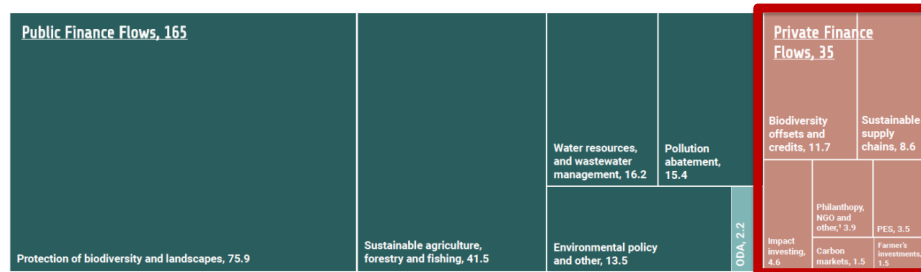 Public Finance Flows, 165
Protection of biodiversity and landscapes, 75.9
Sustainable agriculture,
forestry and fishing, 41.5
Water resources,
and wastewater
management, 16.2
Pollution
abatement,
15.4
Environmental policy
and other, 13.5
ODA, 2.2
Private Finance
Flows, 35
Biodiversity
offsets and
credits, 11.7
Sustainable
supply
chains, 8.6
Impact
investing,
4.6
Philanthopy,
NGO and
other,¹ 3.9
PES, 3.5
Carbon
markets, 1.5
Farmer's
investments
1.5